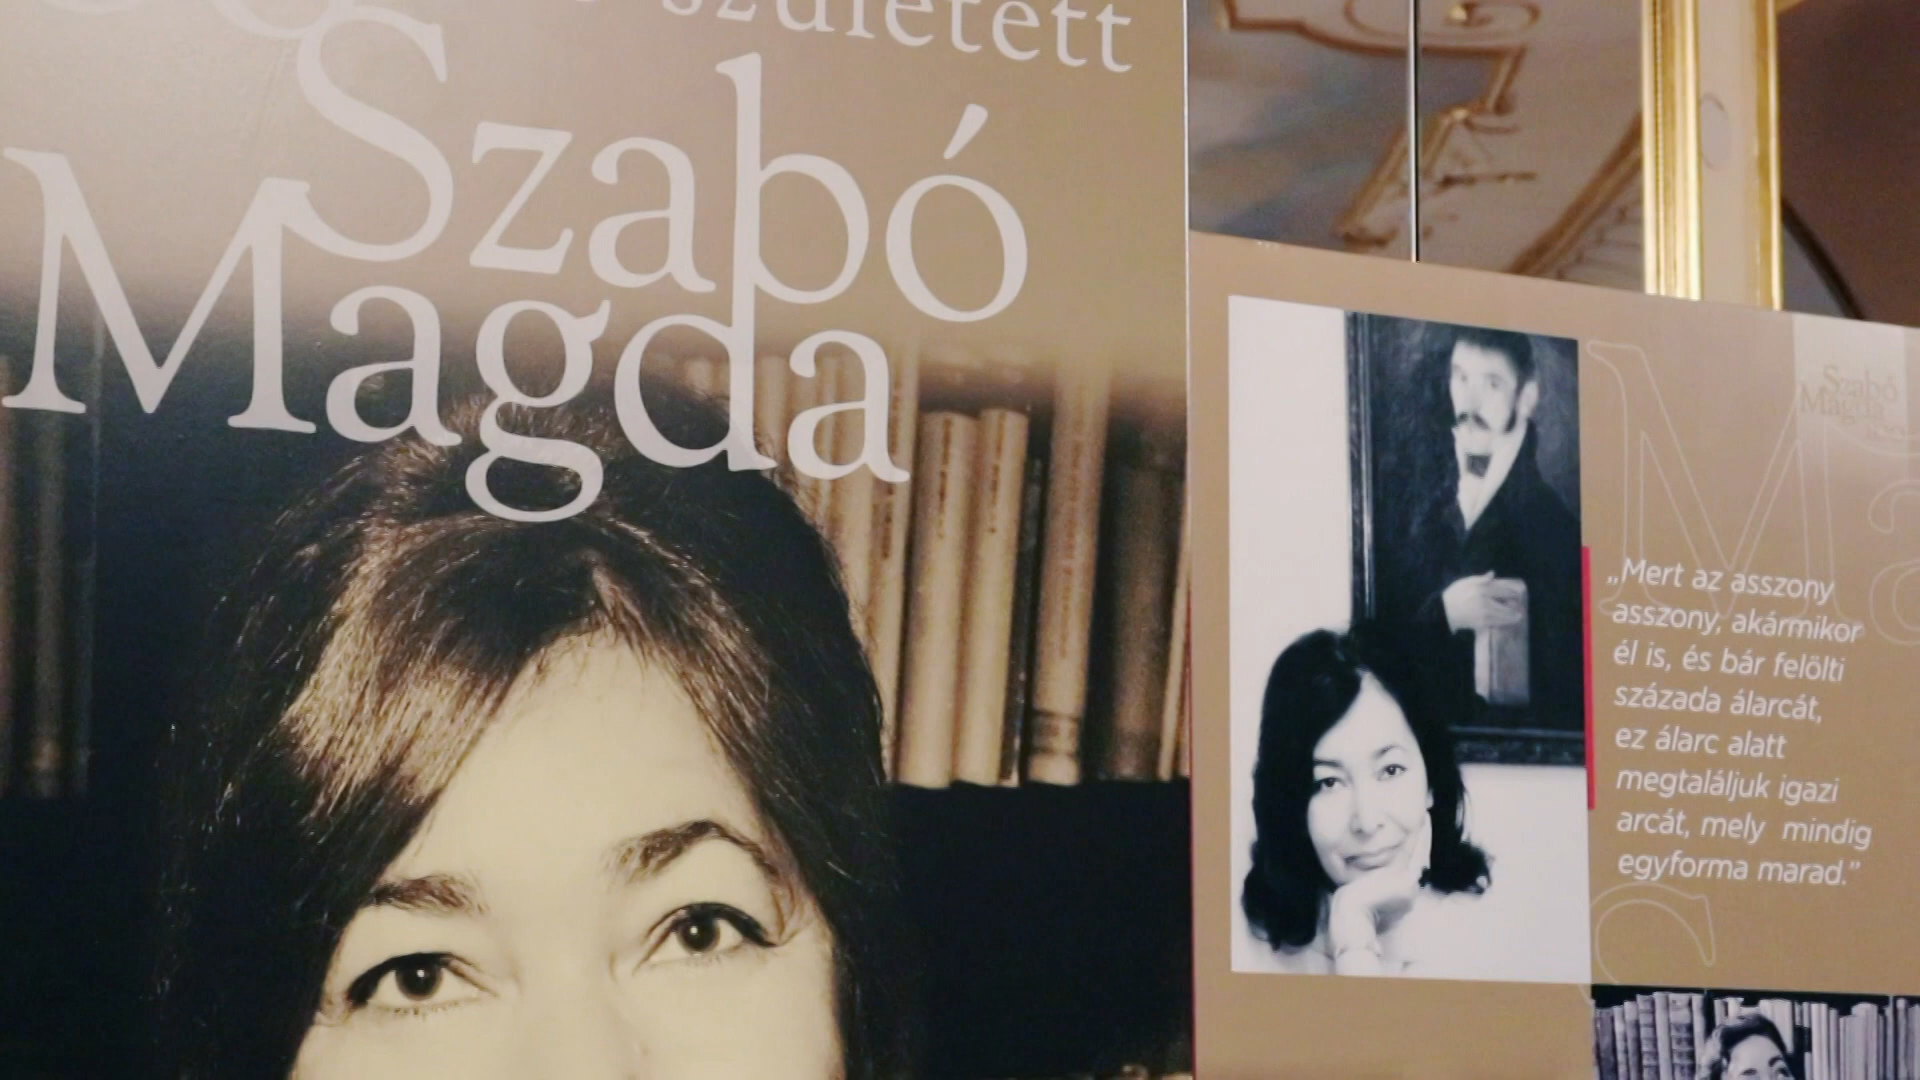 született
Szabó
Magda
Szabó
Magda
„Mert az asszony
asszony, akármikor
él is, és bár felölti
százada álarcát,
ez álarc alatt
megtaláljuk igazi
arcát, mely mindig
egyforma marad.”